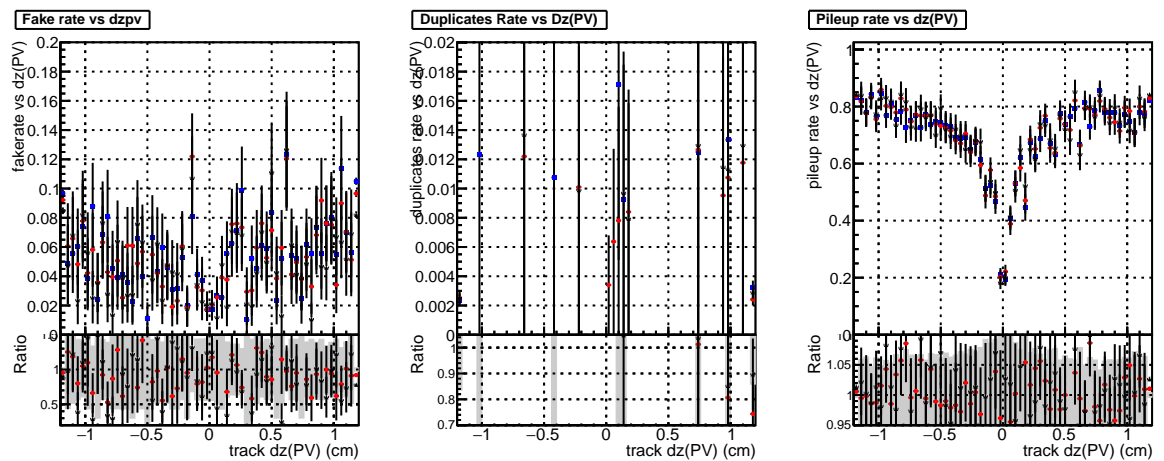 Fake rate vs dzpv
fakerate vs dz(PV)
0.2
0.18
0.16
0.14
0.12
0.1
0.08
0.06
0.04
0.02
0
Ratio
1
0.5
−1 −0.5 0 0.5 1
track dz(PV) (cm)
Duplicates Rate vs Dz(PV)
duplicates rate vs dz(PV)
0.02
0.018
0.016
0.014
0.012
0.01
0.008
0.006
0.004
0.002
0
Ratio
1
0.9
0.8
0.7
−1 −0.5 0 0.5 1
track dz(PV) (cm)
Pileup rate vs dz(PV)
pileup rate vs dz(PV)
1
0.8
0.6
0.4
0.2
0
Ratio
1.05
1
0.95
−1 −0.5 0 0.5 1
track dz(PV) (cm)